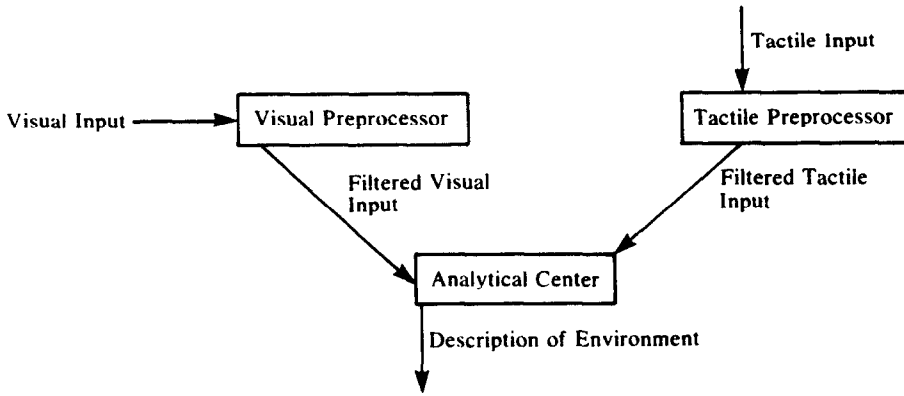 Tactile Input
Visual Input
Visual Preprocessor
Tactile Preprocessor
Filtered Visual
Input
Filtered Tactile
Input
Analytical Center
Description of Environment